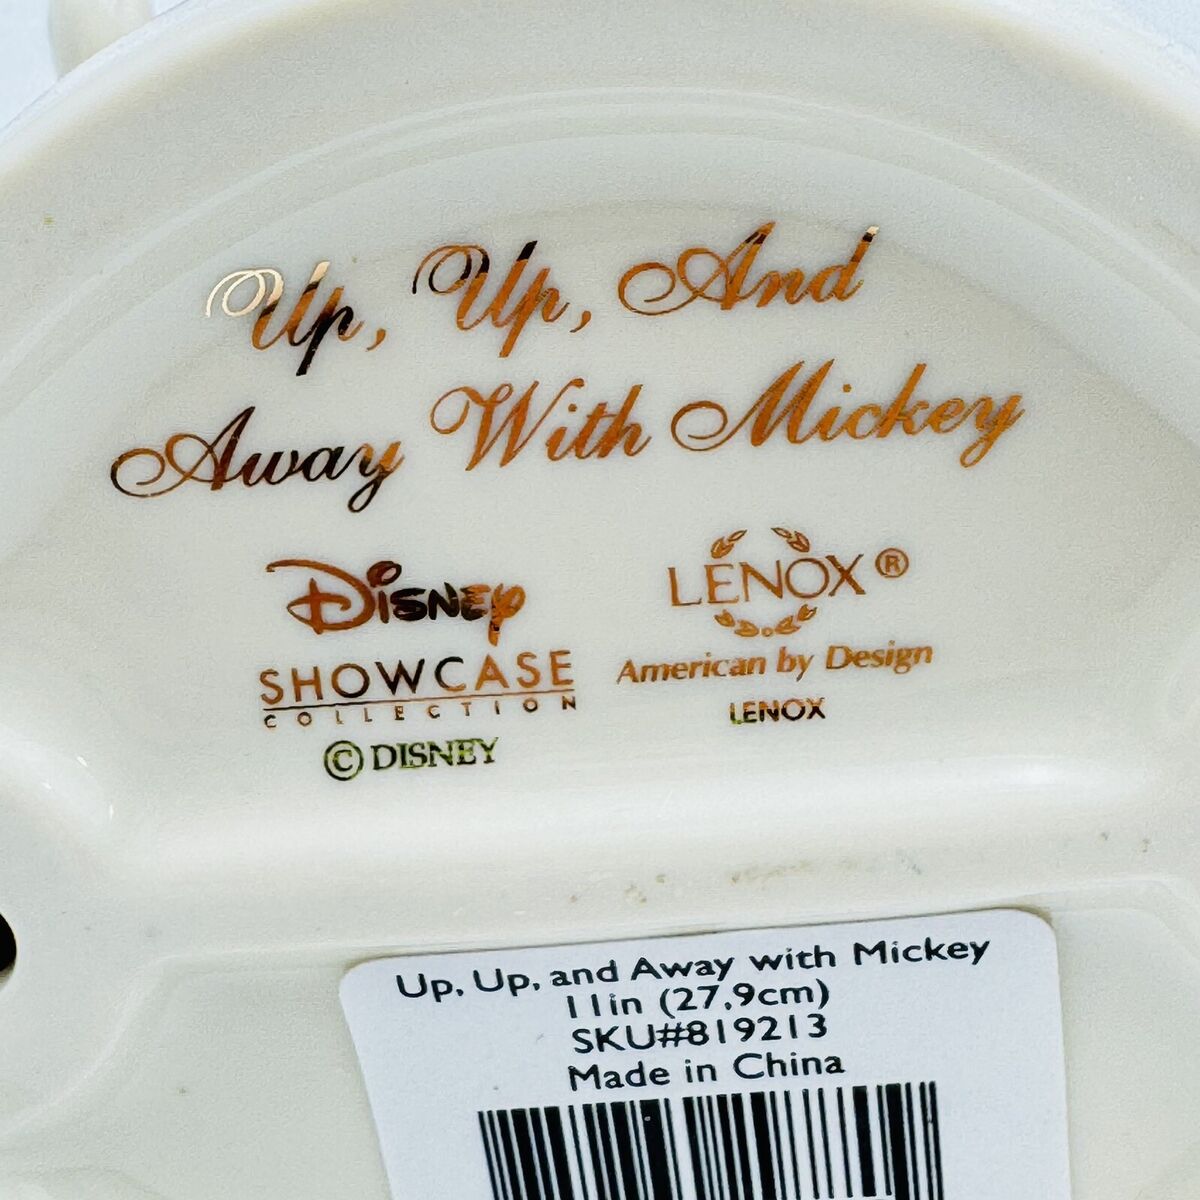 Up, Up, And
Away With Mickey
Disney
SHOWCASE
COLLECTION
© DISNEY
LENOX®
American by Design
LENOX
Up, Up, and Away with Mickey
11in (27,9cm)
SKU#819213
Made in China